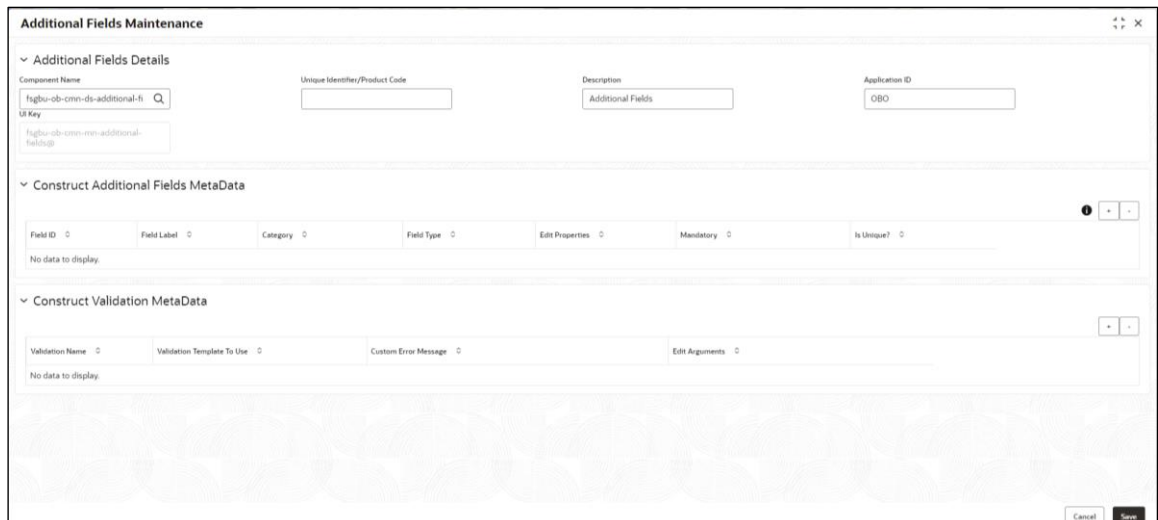 Additional Fields Maintenance
Additional Fields Details
Component Name Unique Identifier/Product Code Description Application ID
fsgbu-ob-cmn-ds-additional-fi Additional Fields OBO
UI Key
fsgbu-ob-cmn-mn-additional-
fields@
Construct Additional Fields MetaData
i + -
Field ID Field Label Category Field Type Edit Properties Mandatory Is Unique?
No data to display.
Construct Validation MetaData
+ -
Validation Name Validation Template To Use Custom Error Message Edit Arguments
No data to display.
Cancel Save